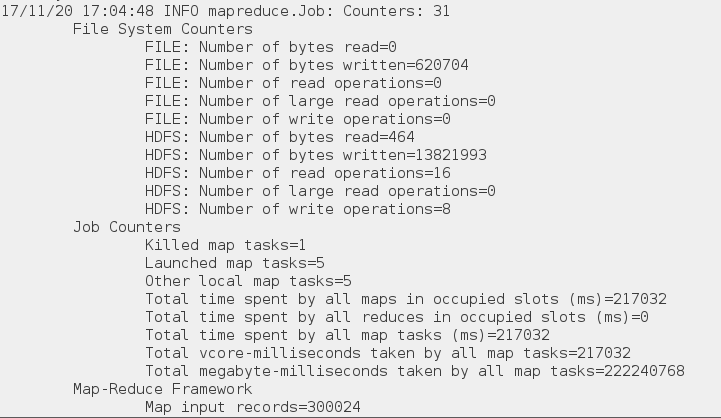 17/11/20 17:04:48 INFO mapreduce.Job: Counters: 31
File System Counters
FILE: Number of bytes read=0
FILE: Number of bytes written=620704
FILE: Number of read operations=0
FILE: Number of large read operations=0
FILE: Number of write operations=0
HDFS: Number of bytes read=464
HDFS: Number of bytes written=13821993
HDFS: Number of read operations=16
HDFS: Number of large read operations=0
HDFS: Number of write operations=8
Job Counters
Killed map tasks=1
Launched map tasks=5
Other local map tasks=5
Total time spent by all maps in occupied slots (ms)=217032
Total time spent by all reduces in occupied slots (ms)=0
Total time spent by all map tasks (ms)=217032
Total vcore-milliseconds taken by all map tasks=217032
Total megabyte-milliseconds taken by all map tasks=222240768
Map-Reduce Framework
Map input records=300024